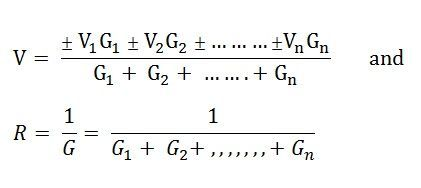 V = ± V₁G₁ ± V₂G₂ ± ... ... ... ±VₙGₙ / G₁ + G₂ + ... ... . + Gₙ and
R = 1 / G = 1 / G₁ + G₂+ , , , , , , , + Gₙ